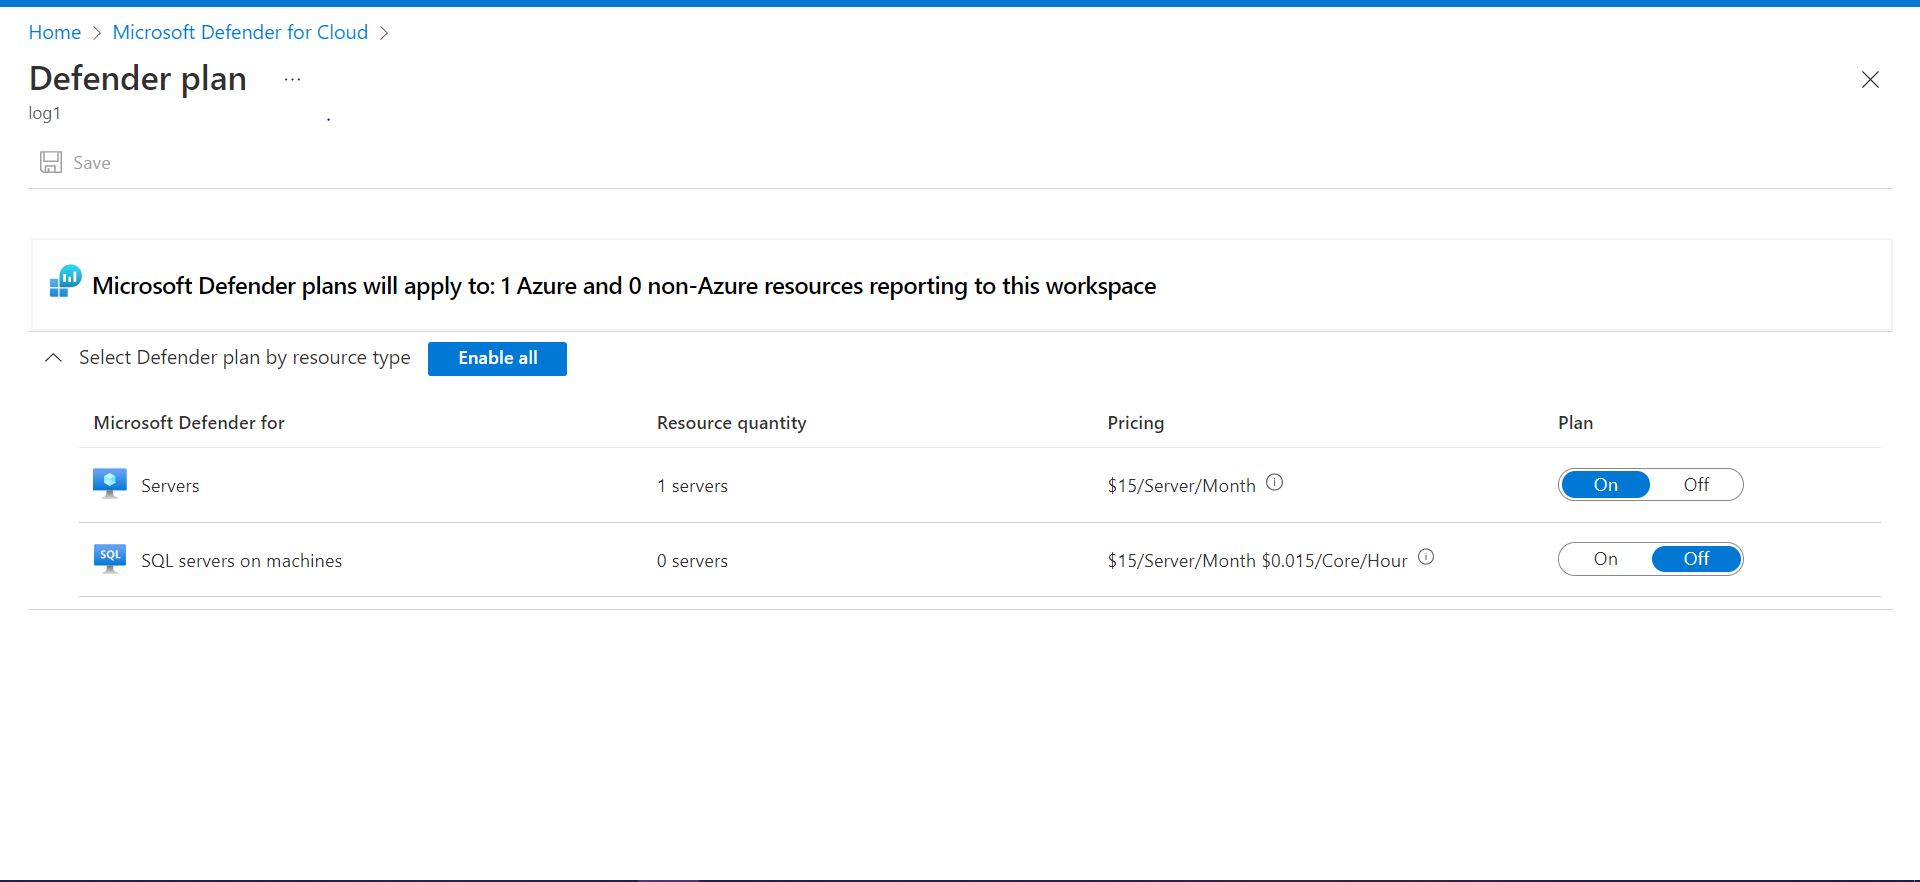 Home > Microsoft Defender for Cloud >
Defender plan ...
log1
Save
Microsoft Defender plans will apply to: 1 Azure and 0 non-Azure resources reporting to this workspace
Select Defender plan by resource type Enable all
Microsoft Defender for Resource quantity Pricing Plan
Servers 1 servers $15/Server/Month On Off
SQL SQL servers on machines 0 servers $15/Server/Month $0.015/Core/Hour On Off